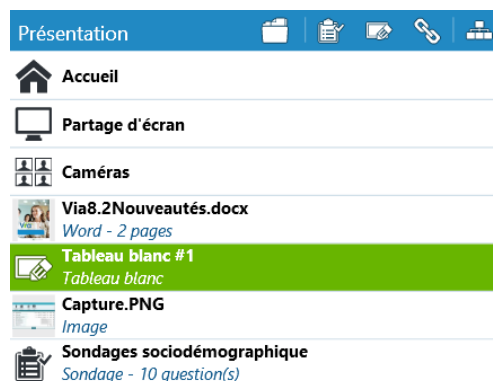 Présentation
Accueil
Partage d'écran
Caméras
Via8.2Nouveautés.docx
Word - 2 pages
Tableau blanc #1
Tableau blanc
Capture.PNG
Image
Sondages sociodémographique
Sondage - 10 question(s)